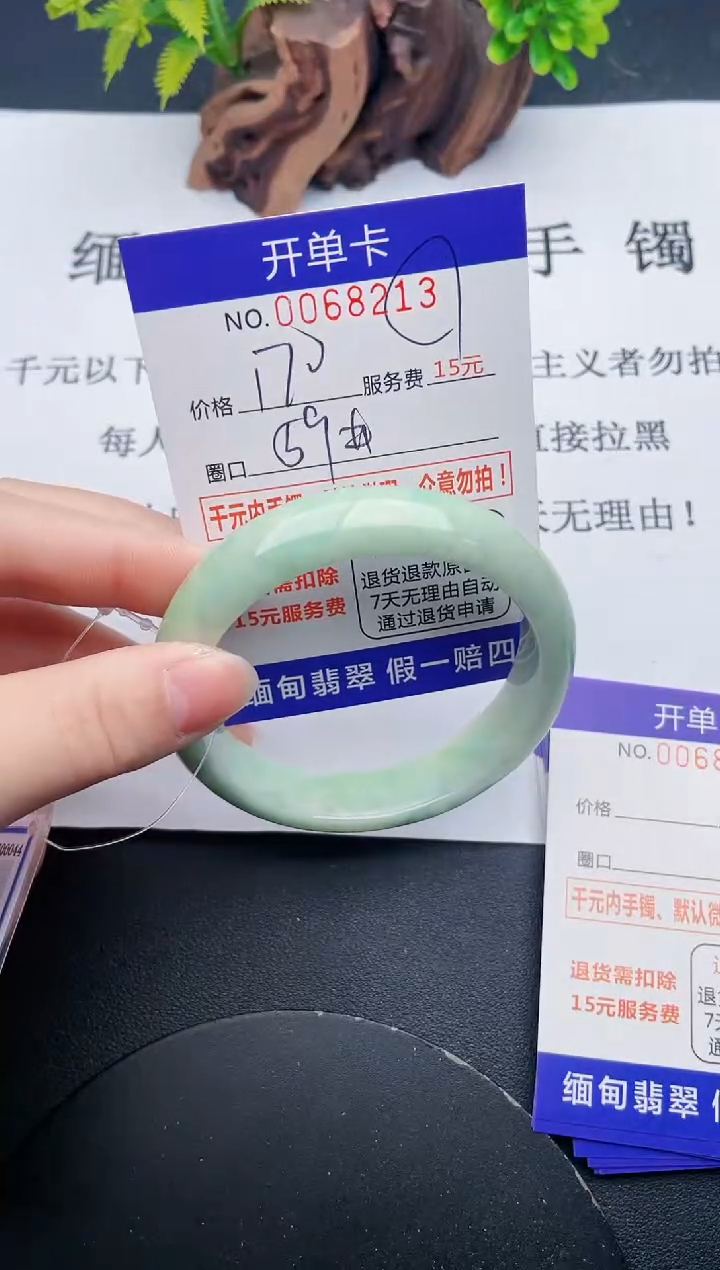 缅
手 镯
千元以下
主义者勿拍
每人
直接拉黑
天无理由！
开单卡
NO.0068213
价格
服务费 15元
圈口 59
千元内手镯
介意勿拍！
需扣除
15元服务费
退货退款原
7天无理由自动
通过退货申请
缅甸翡翠 假一赔四
开单
NO.0068
价格
圈口
千元内手镯、默认微
退货需扣除
15元服务费
退
7天
通
缅甸翡翠